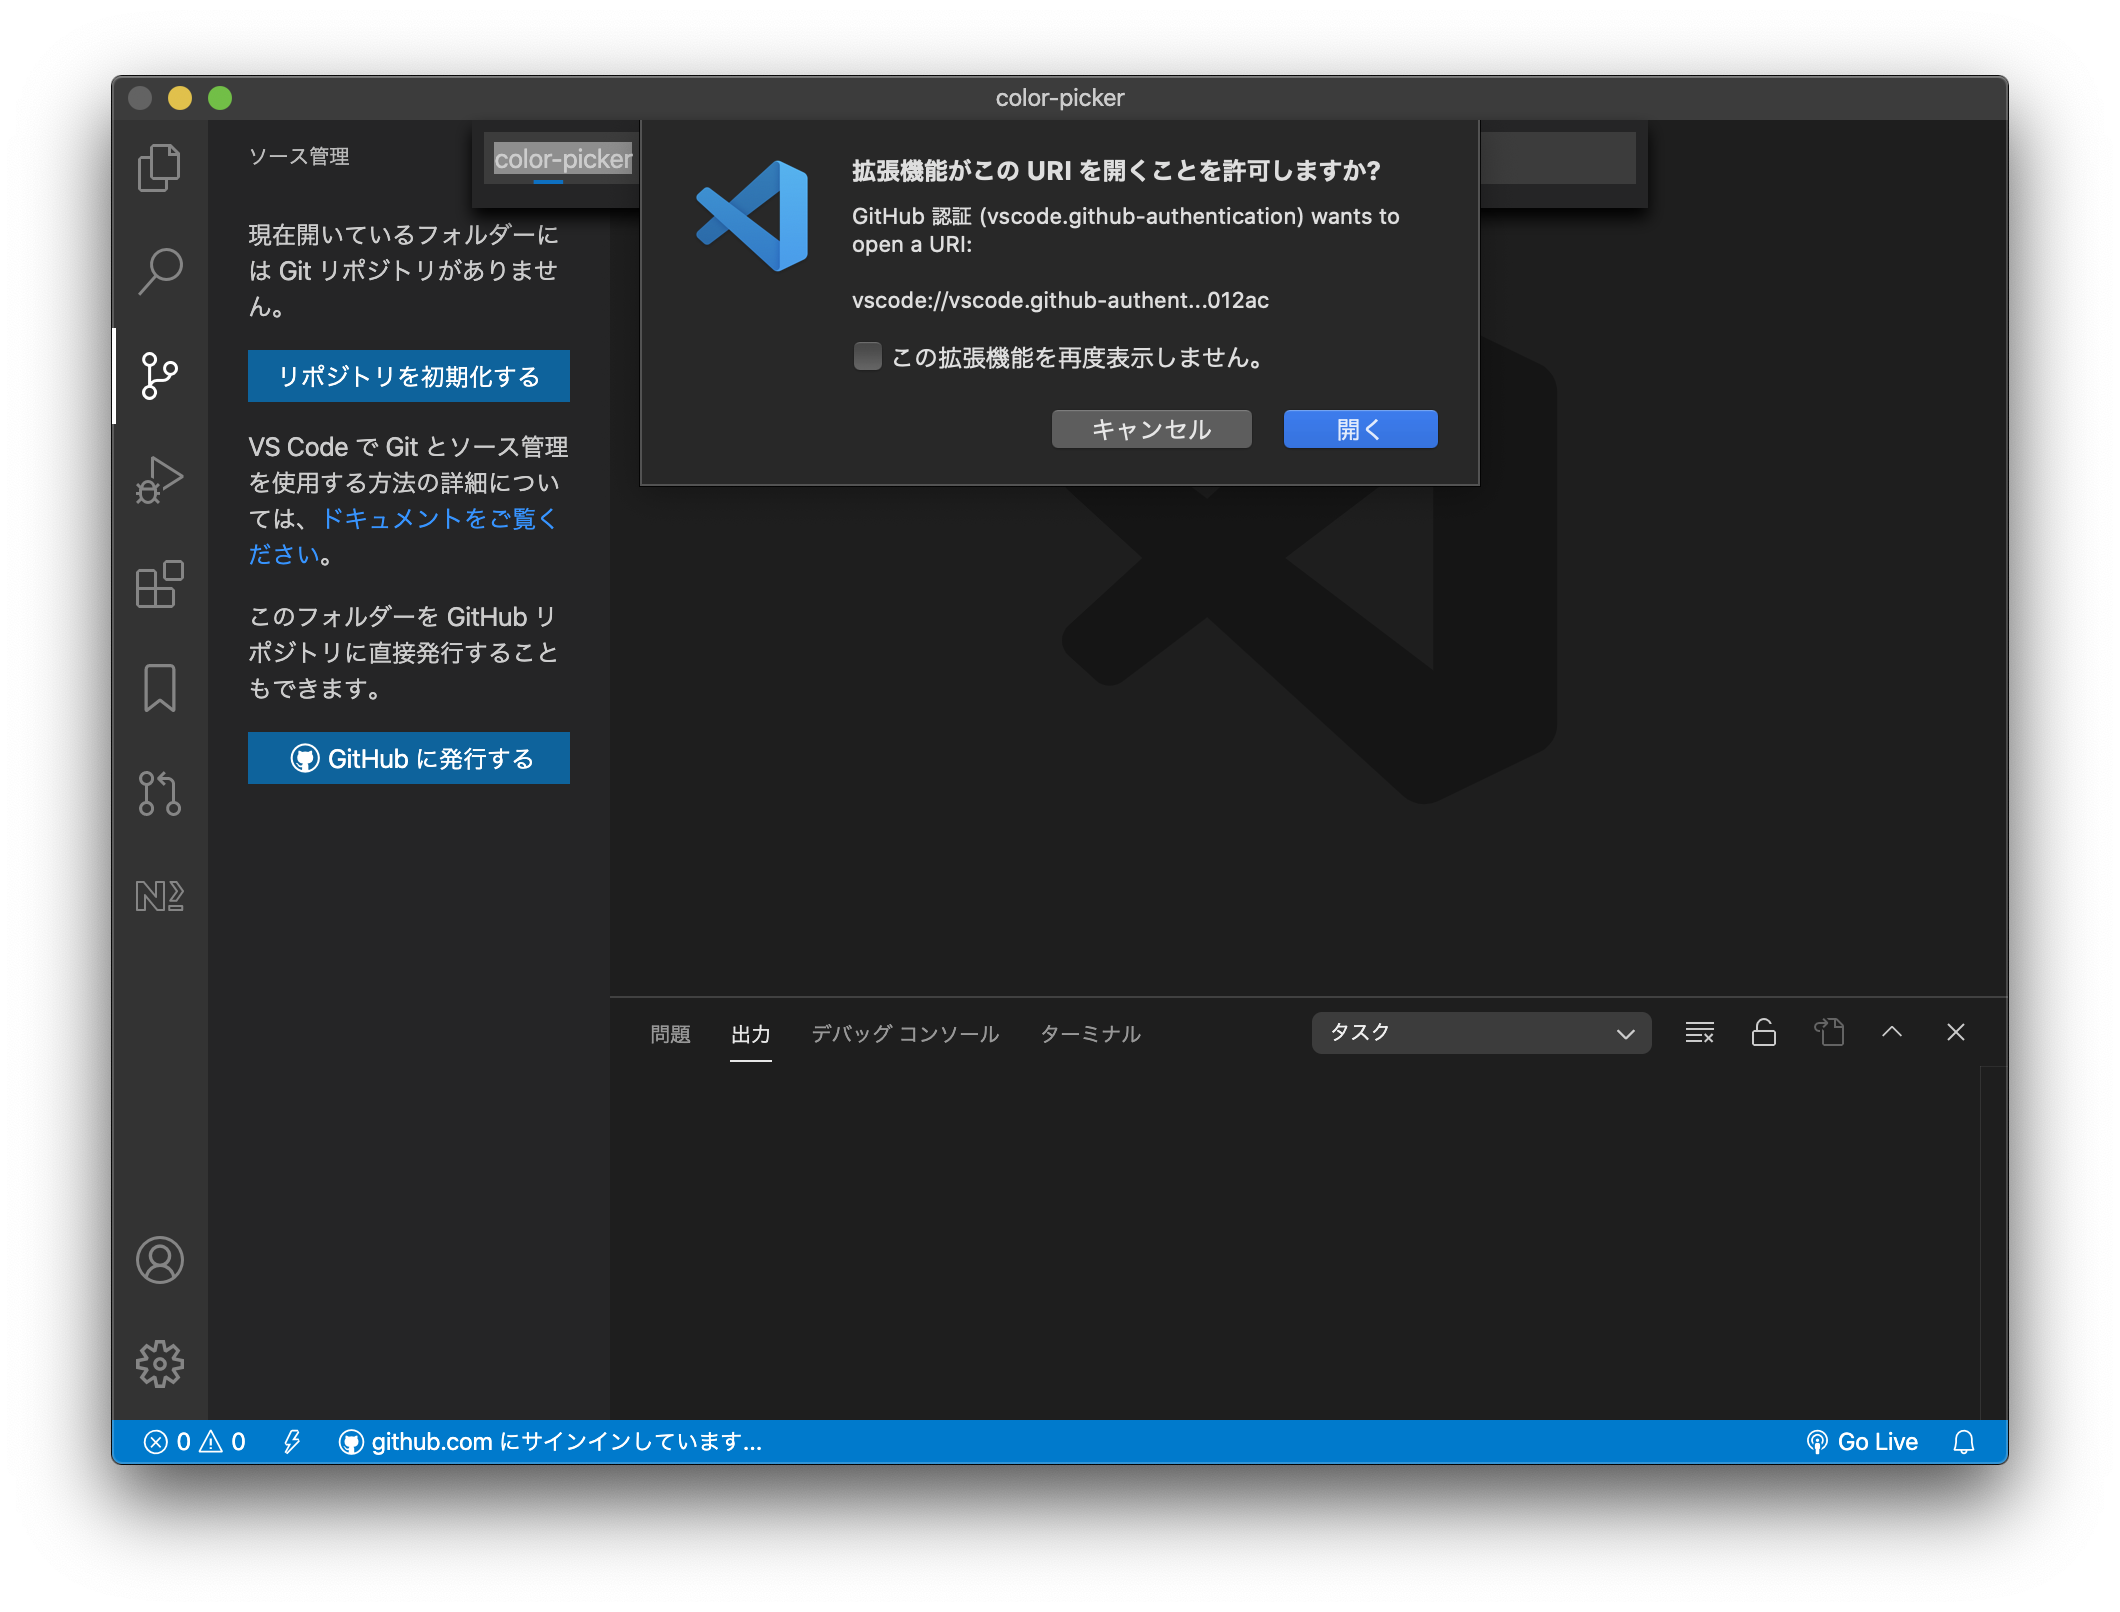 color-picker
ソース管理
color-picker
現在開いているフォルダーに
は Git リポジトリがありませ
ん。
リポジトリを初期化する
VS Code で Git とソース管理
を使用する方法の詳細につい
ては、ドキュメントをご覧く
ださい。
このフォルダーを GitHub リ
ポジトリに直接発行すること
もできます。
GitHub に発行する
拡張機能がこの URI を開くことを許可しますか?
GitHub 認証 (vscode.github-authentication) wants to
open a URI:
vscode://vscode.github-authent...012ac
この拡張機能を再度表示しません。
キャンセル
開く
問題
出力
デバッグ コンソール
ターミナル
タスク
0
0
github.com にサインインしています...
Go Live